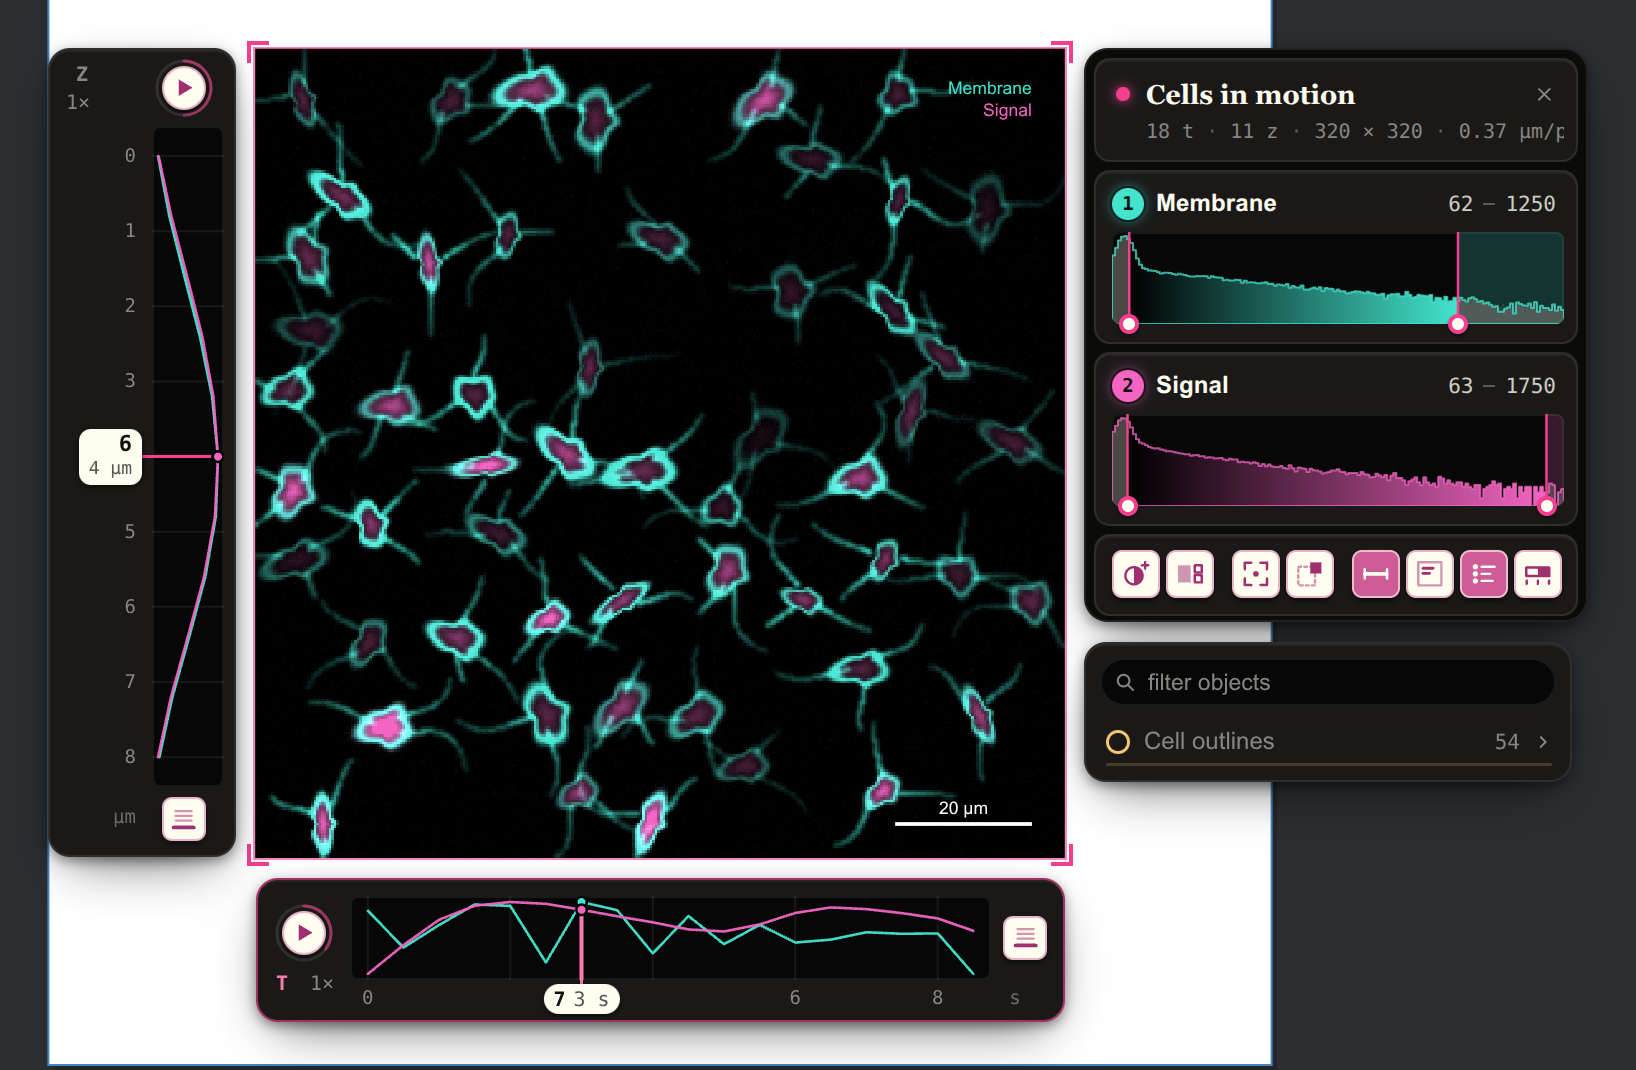 Z
1×
0
1
2
3
6
4 µm
5
6
7
8
µm
Membrane
Signal
20 µm
T 1×
0
7 3 s
6
8
s
Cells in motion
18 t · 11 z · 320 × 320 · 0.37 µm/p
1 Membrane 62 – 1250
2 Signal 63 – 1750
filter objects
Cell outlines 54